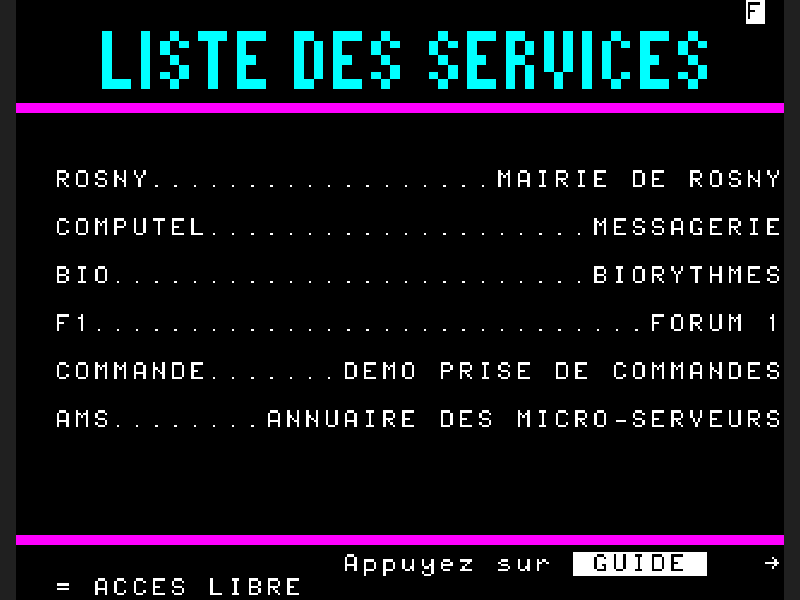 F
LISTE DES SERVICES
ROSNY..................MAIRIE DE ROSNY
COMPUTEL....................MESSAGERIE
BIO.........................BIORYTHMES
F1.............................FORUM 1
COMMANDE.......DEMO PRISE DE COMMANDES
AMS........ANNUAIRE DES MICRO-SERVEURS
Appuyez sur GUIDE →
= ACCES LIBRE